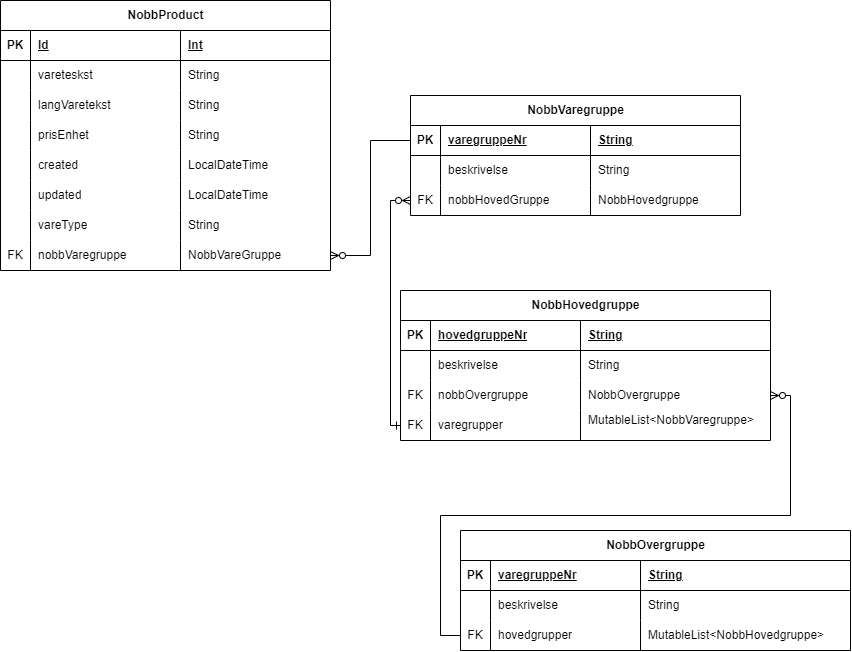 NobbProduct
PK Id Int
vareteskst String
langVaretekst String
prisEnhet String
created LocalDateTime
updated LocalDateTime
vareType String
FK nobbVaregruppe NobbVareGruppe
NobbVaregruppe
PK varegruppeNr String
beskrivelse String
FK nobbHovedGruppe NobbHovedgruppe
NobbHovedgruppe
PK hovedgruppeNr String
beskrivelse String
FK nobbOvergruppe NobbOvergruppe
FK varegrupper MutableList<NobbVaregruppe>
NobbOvergruppe
PK varegruppeNr String
beskrivelse String
FK hovedgrupper MutableList<NobbHovedgruppe>